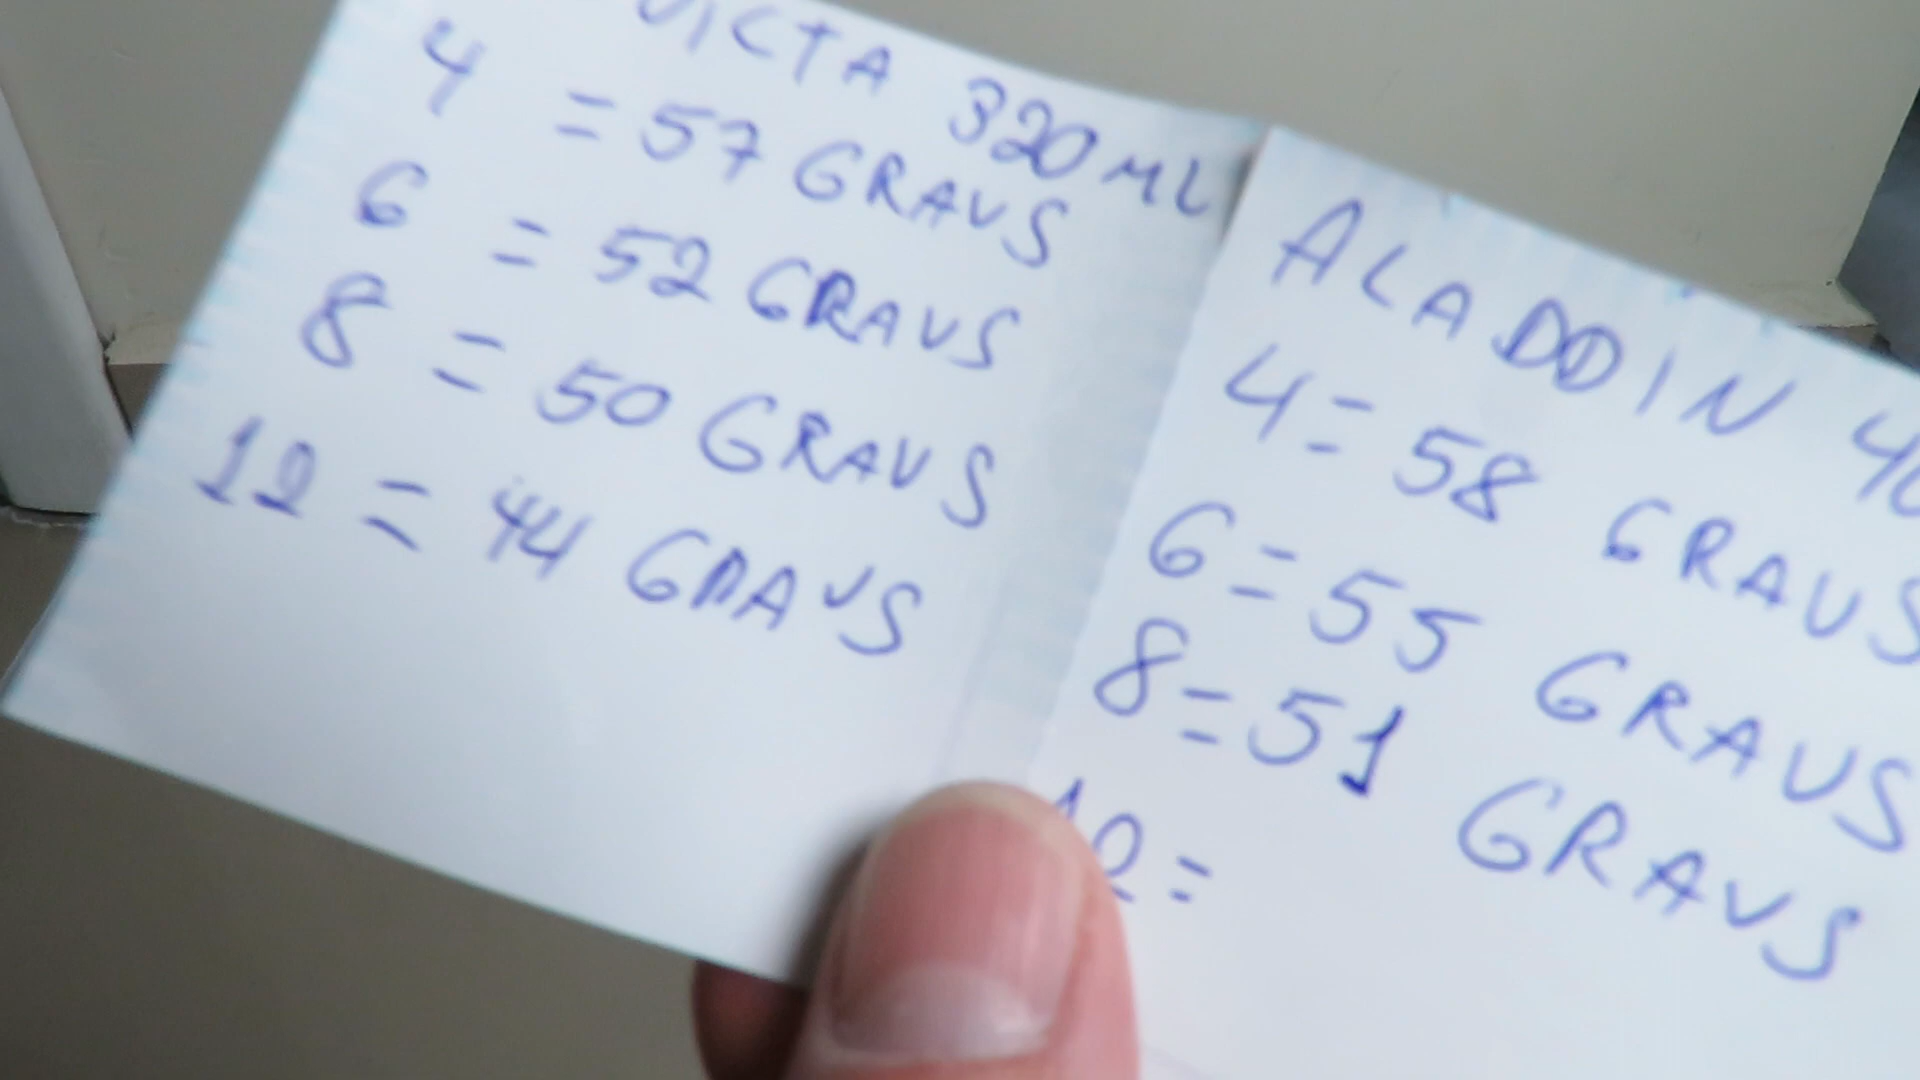 VICTA 320 ML
4 = 57 GRAUS
6 = 52 GRAUS
8 = 50 GRAUS
12 = 44 GRAUS
ALADDIN
4 = 58 GRAUS
6 = 55 GRAUS
8 = 51 GRAUS
12 =